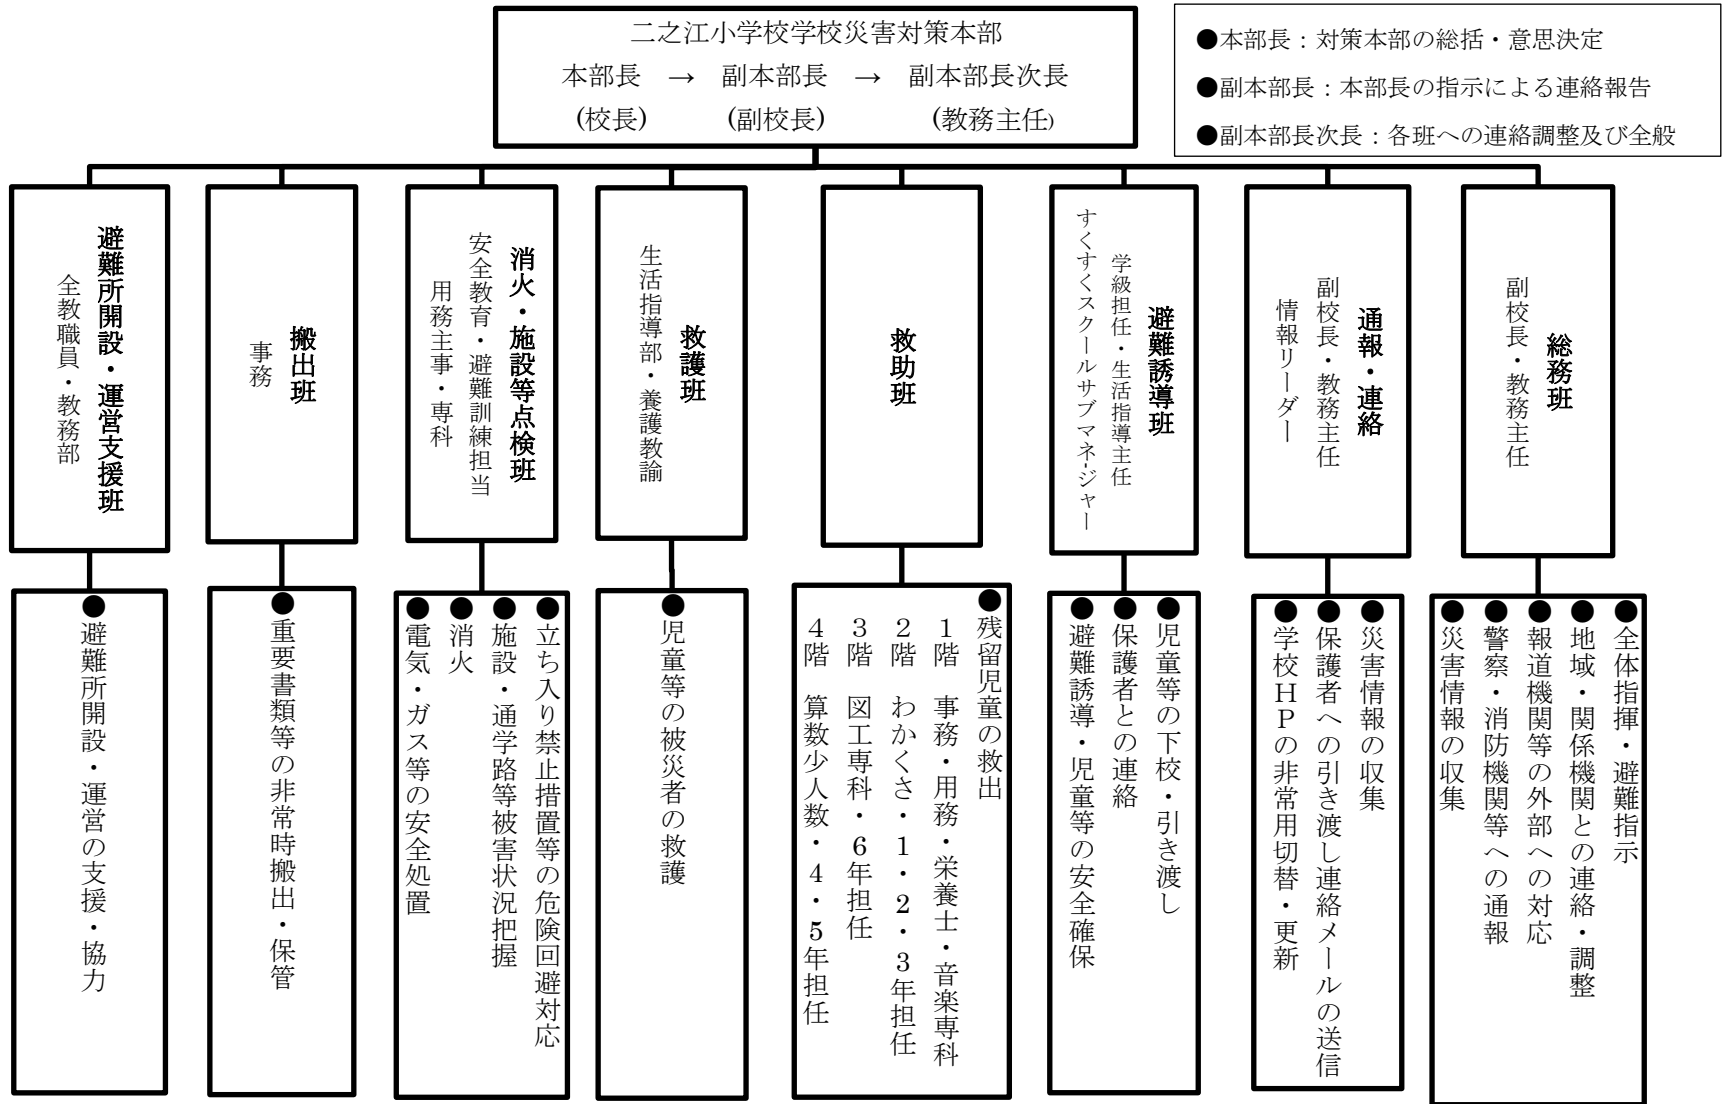 二之江小学校学校災害対策本部
本部長 → 副本部長 → 副本部長次長
(校長) (副校長) (教務主任)
●本部長：対策本部の総括・意思決定
●副本部長：本部長の指示による連絡報告
●副本部長次長：各班への連絡調整及び全般
総務班
副校長・教務主任
通報・連絡
副校長・教務主任
情報リーダー
避難誘導班
学級担任・生活指導主任
すくすくスクールサブマネージャー
救助班
救護班
生活指導部・養護教諭
消火・施設等点検班
安全教育・避難訓練担当
用務主事・専科
搬出班
事務
避難所開設・運営支援班
全教職員・教務部
●全体指揮・避難指示
●地域・関係機関との連絡・調整
●報道機関等の外部への対応
●警察・消防機関等への通報
●災害情報の収集
●災害情報の収集
●保護者への引き渡し連絡メールの送信
●学校ＨＰの非常用切替・更新
●児童等の下校・引き渡し
●保護者との連絡
●避難誘導・児童等の安全確保
●残留児童の救出
１階 事務・用務・栄養士・音楽専科
２階 わかくさ・1・2・3年担任
３階 図工専科・6年担任
４階 算数少人数・4・5年担任
●児童等の被災者の救護
●立ち入り禁止措置等の危険回避対応
●施設・通学路等被害状況把握
●消火
●電気・ガス等の安全処置
●重要書類等の非常時搬出・保管
●避難所開設・運営の支援・協力